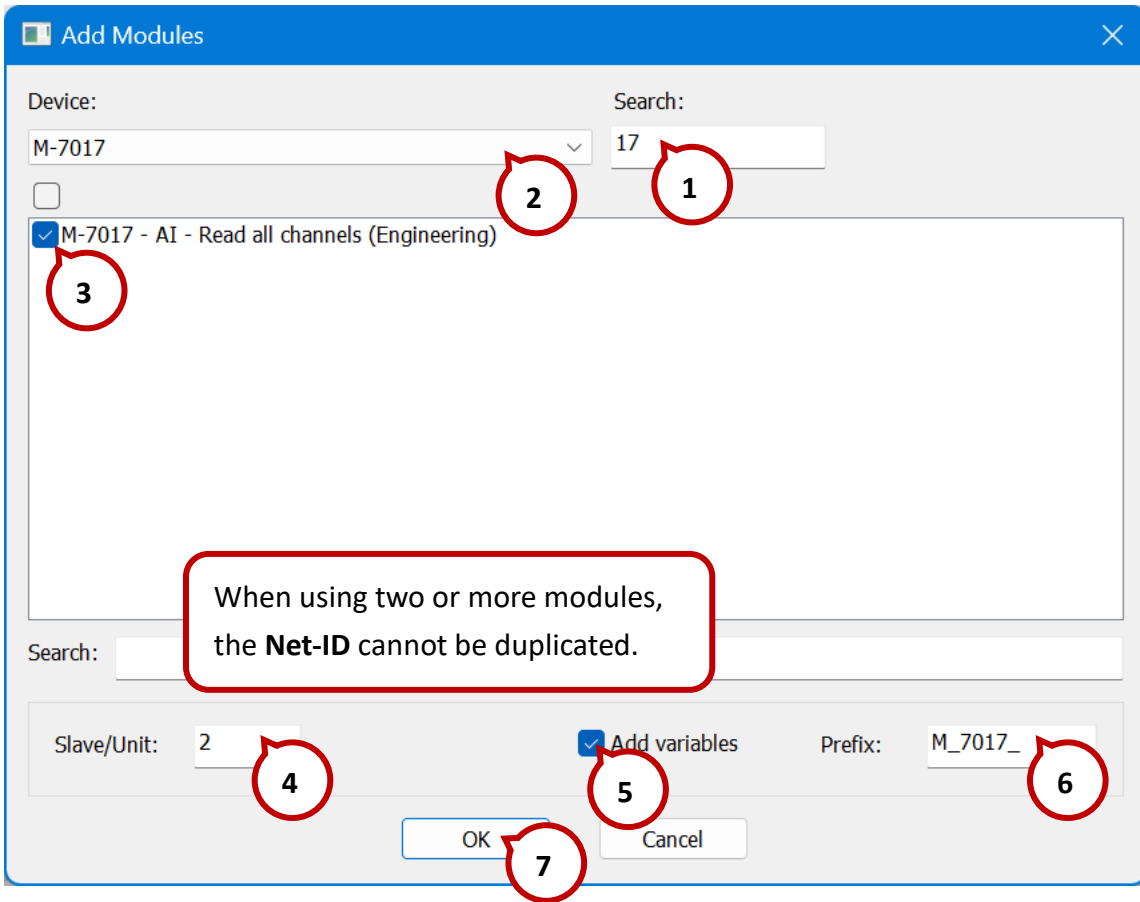 Add Modules
Device:
Search:
M-7017
17
1
2
M-7017 - AI - Read all channels (Engineering)
3
When using two or more modules,
the Net-ID cannot be duplicated.
Search:
Slave/Unit:
2
Add variables
Prefix:
M_7017_
4
5
6
OK
Cancel
7